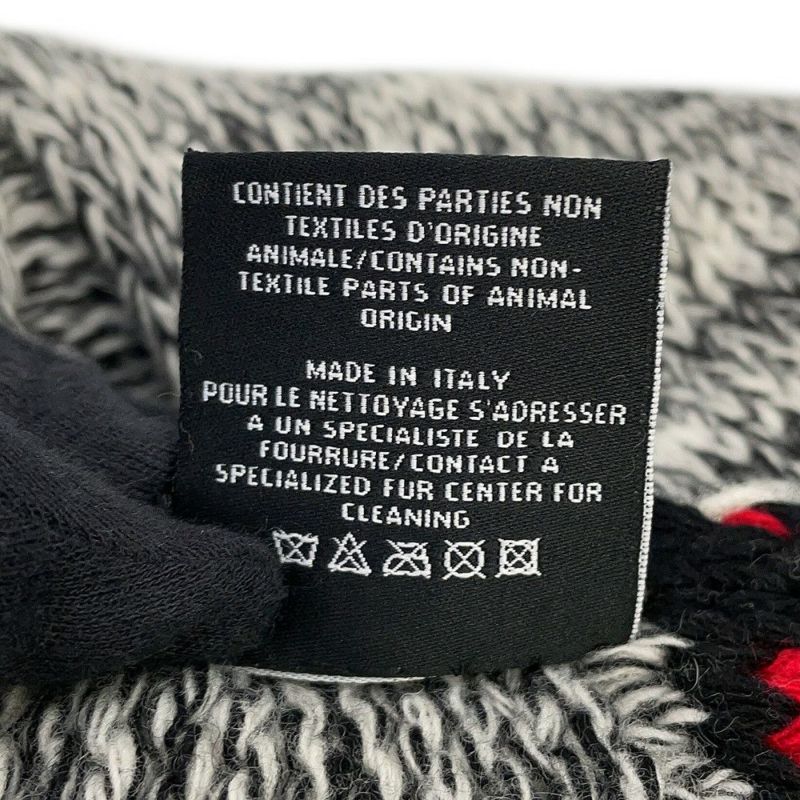 CONTIENT DES PARTIES NON
TEXTILES D'ORIGINE
ANIMALE/CONTAINS NON-
TEXTILE PARTS OF ANIMAL
ORIGIN
MADE IN ITALY
POUR LE NETTOYAGE S'ADRESSER
A UN SPECIALISTE DE LA
FOURRURE/CONTACT A
SPECIALIZED FUR CENTER FOR
CLEANING